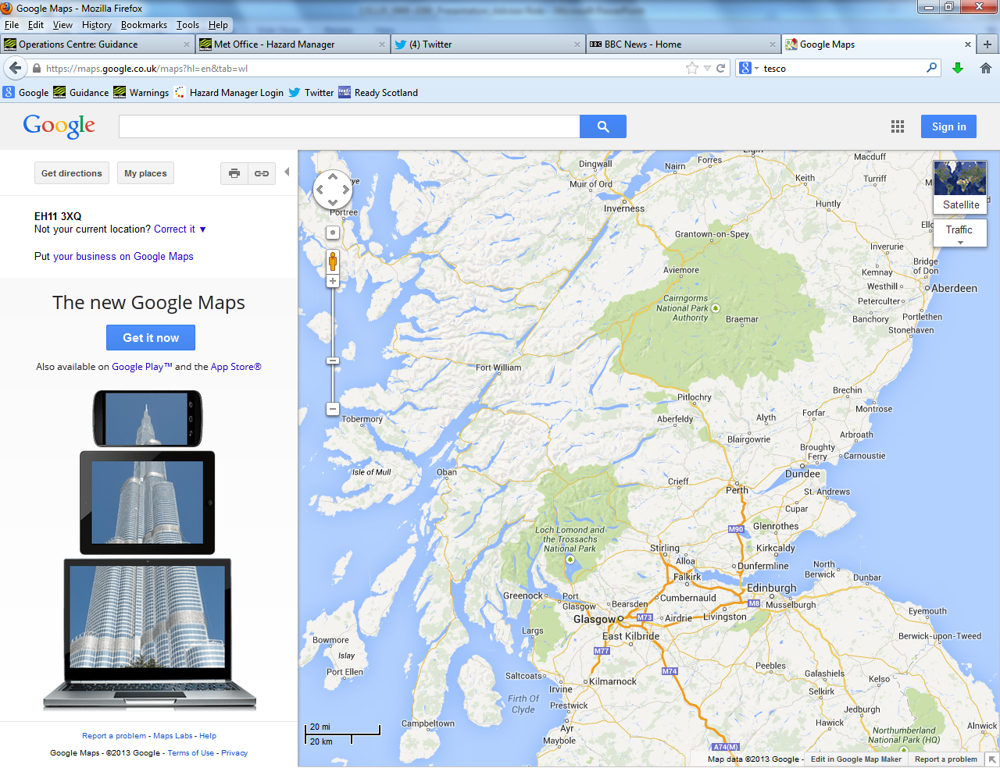 Google Maps - Mozilla Firefox
File Edit View History Bookmarks Tools Help
Operations Centre: Guidance
Met Office - Hazard Manager
(4) Twitter
BBC News - Home
Google Maps
https://maps.google.co.uk/maps?hl=en&tab=wl
tesco
Google Guidance Warnings Hazard Manager Login Twitter Ready Scotland
Google
Sign in
Get directions
My places
EH11 3XQ
Not your current location? Correct it ▼
Put your business on Google Maps
The new Google Maps
Get it now
Also available on Google Play™ and the App Store®
Report a problem - Maps Labs - Help
Google Maps - ©2013 Google - Terms of Use - Privacy
Satellite
Traffic
Elgin
Macduff
Dingwall
Forres
Nairn
Keith
Turriff
Muir of Ord
Portree
Inverness
Huntly
Grantown-on-Spey
Inverurie
Bridge
of Don
Aviemore
Kemnay
Westhill
Aberdeen
Cairngorms
National Park
Authority
Peterculter
Braemar
Banchory
Portlethen
Stonehaven
Fort William
Brechin
Pitlochry
Montrose
Tobermory
Aberfeldy
Alyth
Forfar
Blairgowrie
Arbroath
Broughty
Ferry
Carnoustie
Isle of Mull
Oban
Dundee
Crieff
Perth
St. Andrews
Cupar
Loch Lomond and
the Trossachs
National Park
M90
Glenrothes
Stirling
Kirkcaldy
Alloa
Dunfermline
North
Berwick
Falkirk
Dunbar
Edinburgh
Greenock
Port
Glasgow
Bearsden
Cumbernauld
M8
Musselburgh
Eyemouth
Glasgow
M73
Airdrie
Livingston
Largs
East Kilbride
Berwick-upon-Tweed
Bowmore
M77
Islay
Port Ellen
M74
Peebles
Galashiels
Saltcoats
Kilmarnock
Kelso
Irvine
Selkirk
Firth Of
Clyde
Prestwick
Jedburgh
Campbeltown
Ayr
Hawick
Alnwick
Maybole
Northumberland
National Park (HQ)
A74(M)
20 mi
20 km
Map data ©2013 Google -
Edit in Google Map Maker
Report a problem